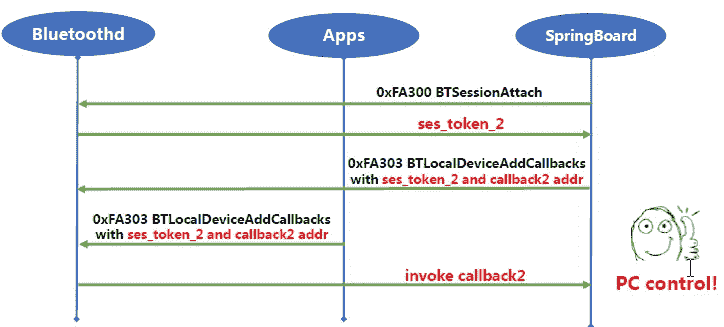 Bluetoothd
Apps
SpringBoard
0xFA300 BTSessionAttach
ses_token_2
0xFA303 BTLocalDeviceAddCallbacks
with ses_token_2 and callback2 addr
0xFA303 BTLocalDeviceAddCallbacks
with ses_token_2 and callback2 addr
invoke callback2
PC control!